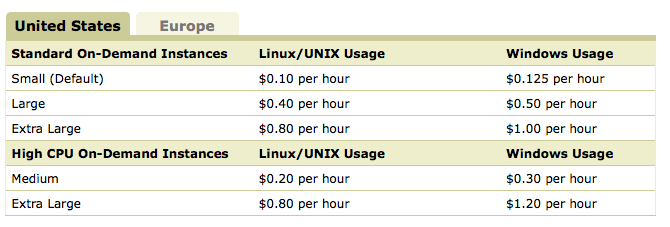 United States Europe
Standard On-Demand Instances Linux/UNIX Usage Windows Usage
Small (Default) $0.10 per hour $0.125 per hour
Large $0.40 per hour $0.50 per hour
Extra Large $0.80 per hour $1.00 per hour
High CPU On-Demand Instances Linux/UNIX Usage Windows Usage
Medium $0.20 per hour $0.30 per hour
Extra Large $0.80 per hour $1.20 per hour